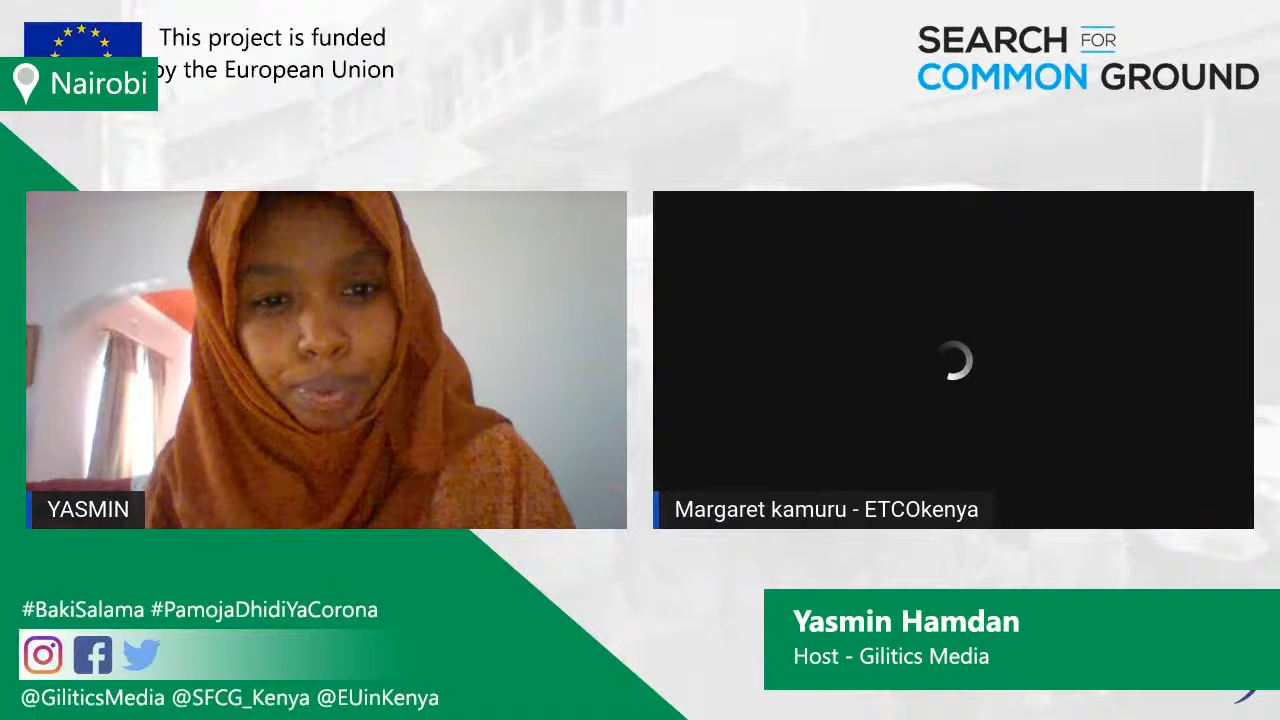 This project is funded
by the European Union
Nairobi
SEARCH FOR
COMMON GROUND
YASMIN
Margaret kamuru - ETCOkenya
#BakiSalama #PamojaDhidiYaCorona
@GiliticsMedia @SFCG_Kenya @EUinKenya
Yasmin Hamdan
Host - Gilitics Media